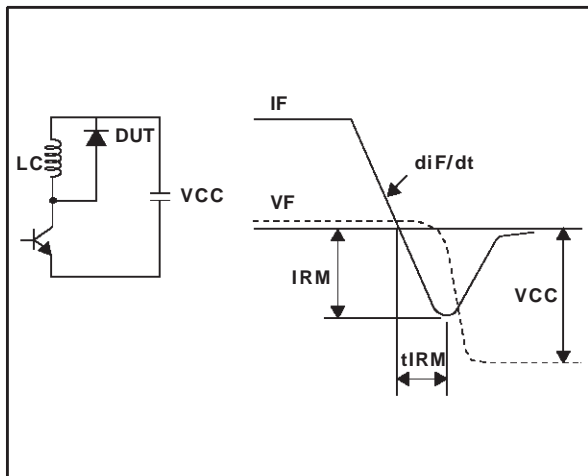 DUT
LC
VCC
IF
diF/dt
VF
IRM
VCC
tIRM